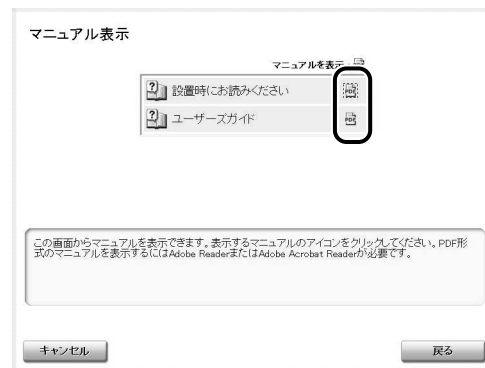 マニュアル表示
マニュアルを表示
設置時にお読みください
PDF
ユーザーズガイド
PDF
この画面からマニュアルを表示できます。表示するマニュアルのアイコンをクリックしてください。PDF形
式のマニュアルを表示するにはAdobe ReaderまたはAdobe Acrobat Readerが必要です。
キャンセル
戻る